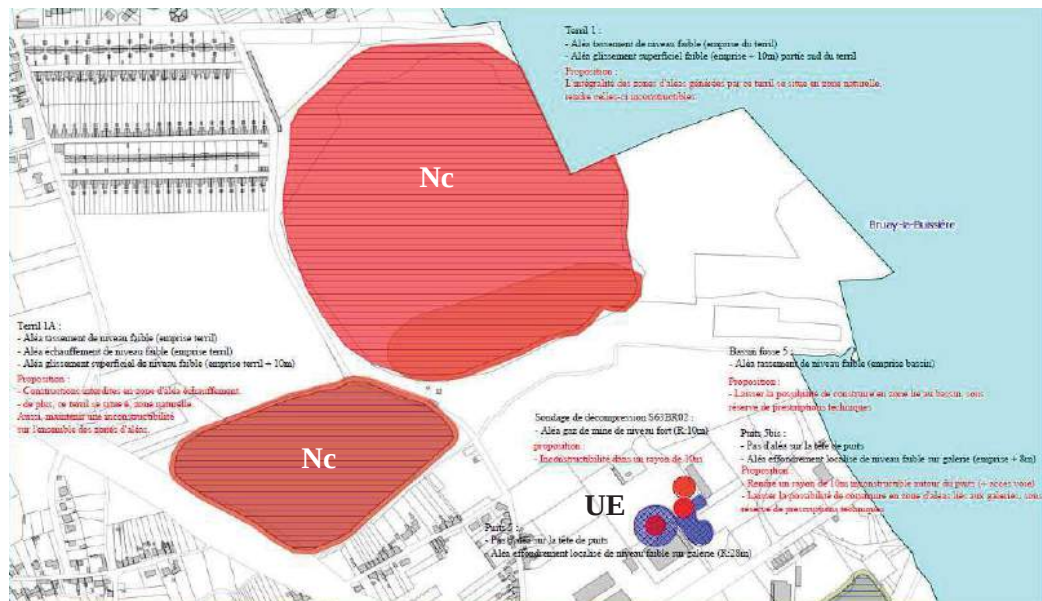 Terril 1 :
- Aléa tassement de niveau faible (emprise du terril)
- Aléa glissement superficiel faible (emprise + 10m) partie sud du terril
Proposition :
L'intégralité des zones d'aléas générées par ce terril se situe en zone naturelle,
rendre celles-ci inconstructibles.
Nc
Bruay-la-Buissière
Terril 1A :
- Aléa tassement de niveau faible (emprise terril)
- Aléa échauffement de niveau faible (emprise terril)
- Aléa glissement superficiel de niveau faible (emprise terril + 10m)
Proposition :
- Constructions interdites en zone d'aléa échauffement.
- de plus, ce terril se situe zone naturelle.
Aussi, maintenir une inconstructibilité
sur l'ensemble des zones d'aléas.
Nc
Bassin fosse 5 :
- Aléa tassement de niveau faible (emprise bassin)
Proposition :
- Laisser la possibilité de construire en zone lié au bassin, sous
réserve de prescriptions techniques
Sondage de décompression S63BR02 :
- Aléa gaz de mine de niveau fort (R:10m)
proposition :
- Inconstructibilité dans un rayon de 10m
Puits 5bis :
- Pas d'aléa sur la tête de puits
- Aléa effondrement localisé de niveau faible sur galerie (emprise + 8m)
Proposition :
- Rendre un rayon de 10m inconstructible autour du puits (+ accès voie)
- Laisser la possibilité de construire en zone d'aléas liés aux galeries, sous
réserve de prescriptions techniques
UE
Puits 5 :
- Pas d'aléa sur la tête de puits
- Aléa effondrement localisé de niveau faible sur galerie (R:28m)